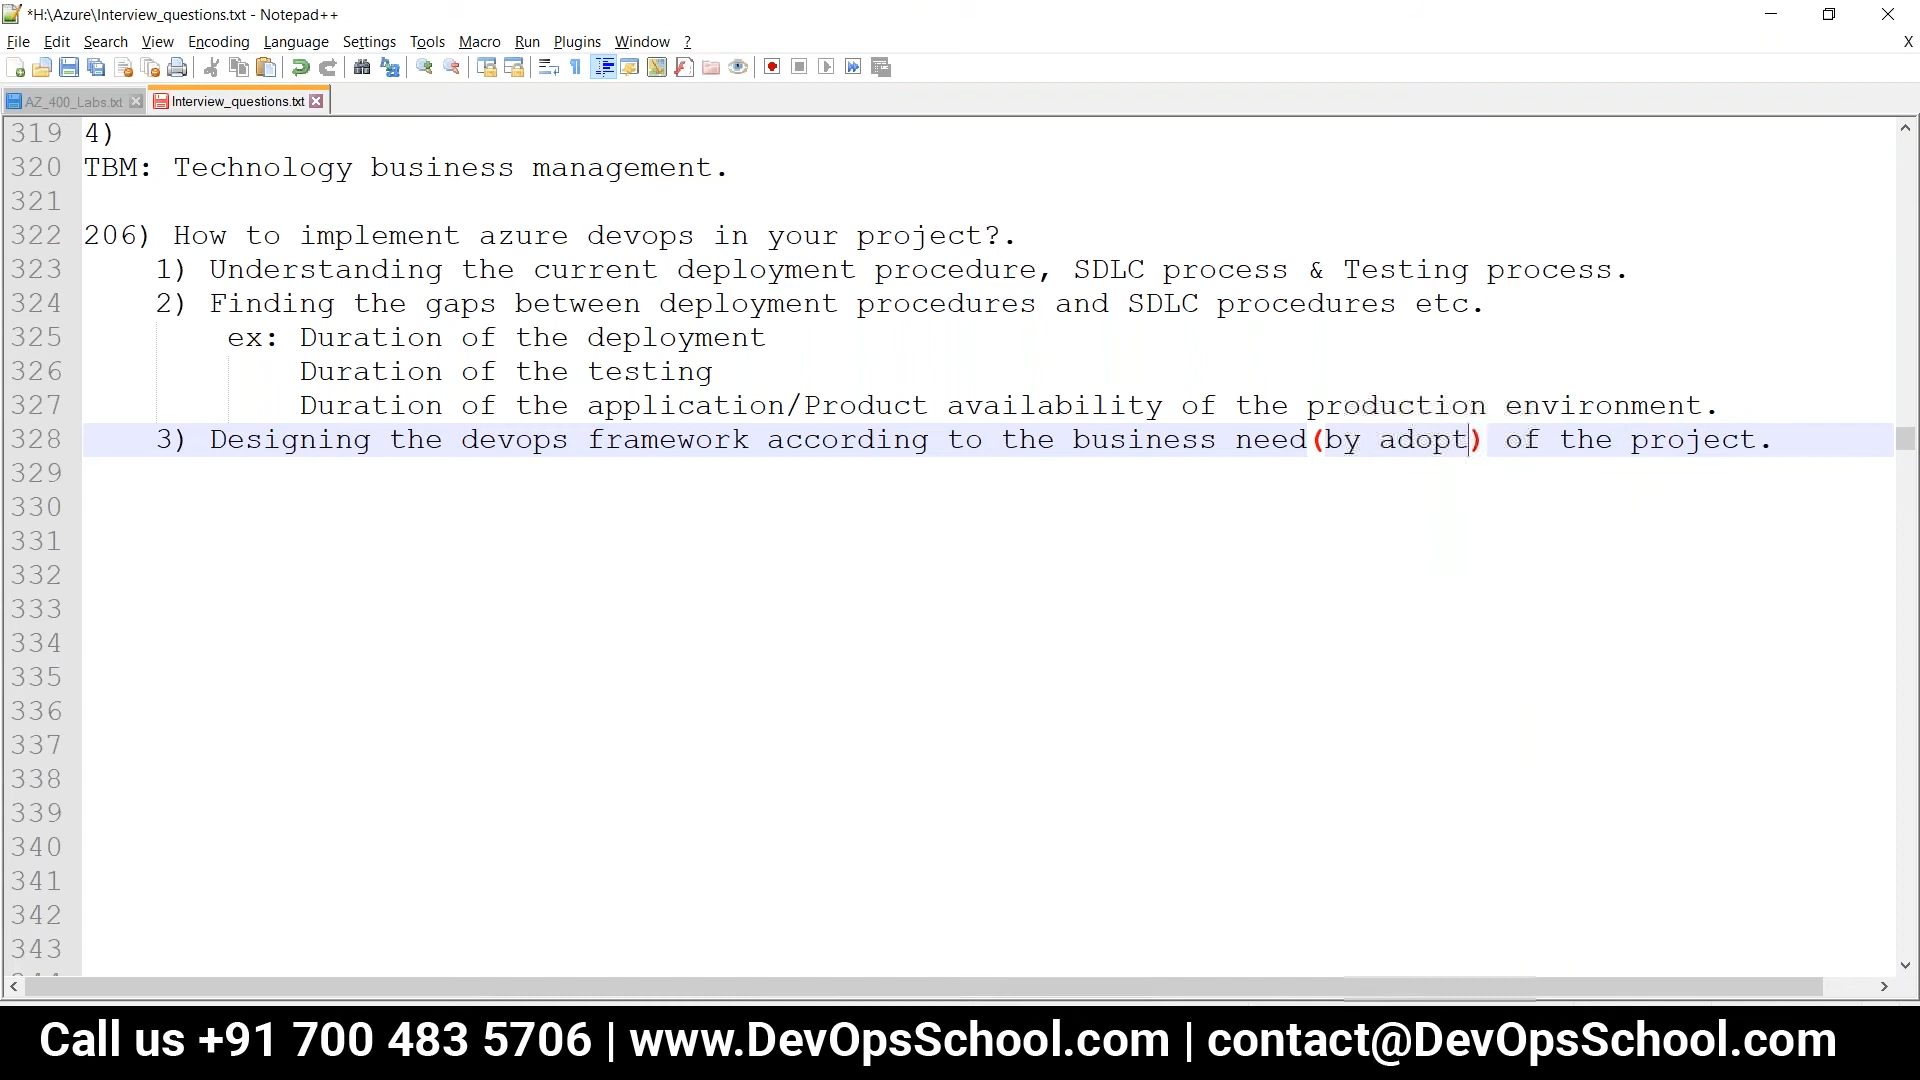 *H:\Azure\Interview_questions.txt - Notepad++
File Edit Search View Encoding Language Settings Tools Macro Run Plugins Window ? X
AZ_400_Labs.txt Interview_questions.txt
319 4)
320 TBM: Technology business management.
321
322 206) How to implement azure devops in your project?.
323 1) Understanding the current deployment procedure, SDLC process & Testing process.
324 2) Finding the gaps between deployment procedures and SDLC procedures etc.
325 ex: Duration of the deployment
326 Duration of the testing
327 Duration of the application/Product availability of the production environment.
328 3) Designing the devops framework according to the business need(by adopt) of the project.
329
330
331
332
333
334
335
336
337
338
339
340
341
342
343
Call us +91 700 483 5706 | www.DevOpsSchool.com | contact@DevOpsSchool.com